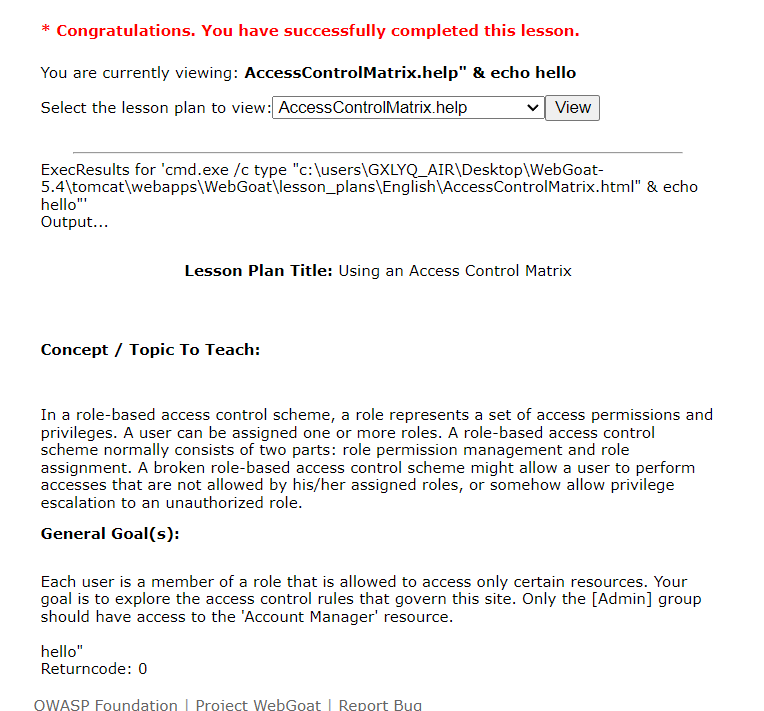 * Congratulations. You have successfully completed this lesson.
You are currently viewing: AccessControlMatrix.help" & echo hello
Select the lesson plan to view: AccessControlMatrix.help View
ExecResults for 'cmd.exe /c type "c:\users\GXLYQ_AIR\Desktop\WebGoat-
5.4\tomcat\webapps\WebGoat\lesson_plans\English\AccessControlMatrix.html" & echo
hello"'
Output...
Lesson Plan Title: Using an Access Control Matrix
Concept / Topic To Teach:
In a role-based access control scheme, a role represents a set of access permissions and
privileges. A user can be assigned one or more roles. A role-based access control
scheme normally consists of two parts: role permission management and role
assignment. A broken role-based access control scheme might allow a user to perform
accesses that are not allowed by his/her assigned roles, or somehow allow privilege
escalation to an unauthorized role.
General Goal(s):
Each user is a member of a role that is allowed to access only certain resources. Your
goal is to explore the access control rules that govern this site. Only the [Admin] group
should have access to the 'Account Manager' resource.
hello"
Returncode: 0
OWASP Foundation | Project WebGoat | Report Bug